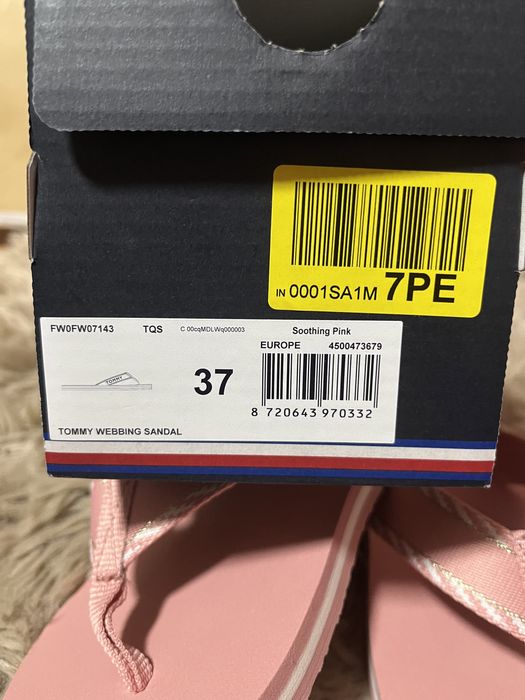 IN 0001SA1M 7PE
FW0FW07143 TQS C 00cqMDLWq000003 Soothing Pink
EUROPE 4500473679
TOMMY
37
8 720643 970332
TOMMY WEBBING SANDAL